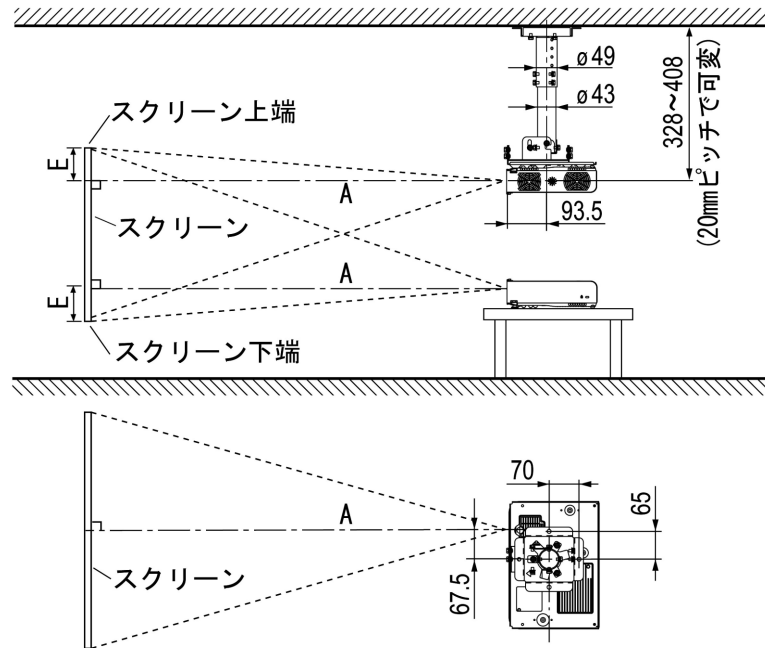 ø49
スクリーン上端
ø43
328~408
(20mmピッチで可変)
E
A
93.5
スクリーン
A
E
スクリーン下端
70
A
65
スクリーン
67.5